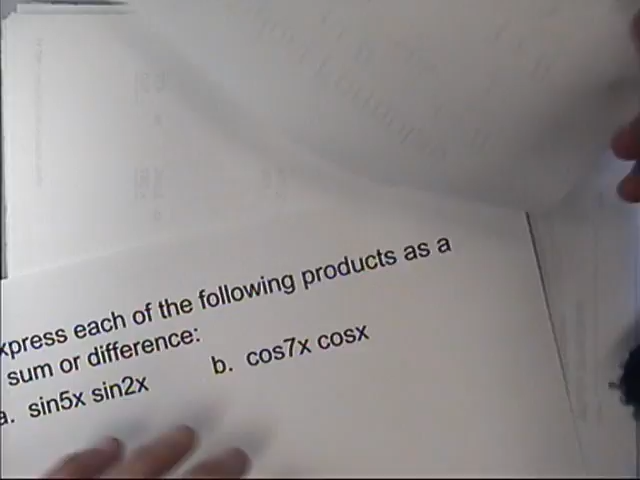 xpress each of the following products as a
sum or difference:
a. sin5x sin2x b. cos7x cosx